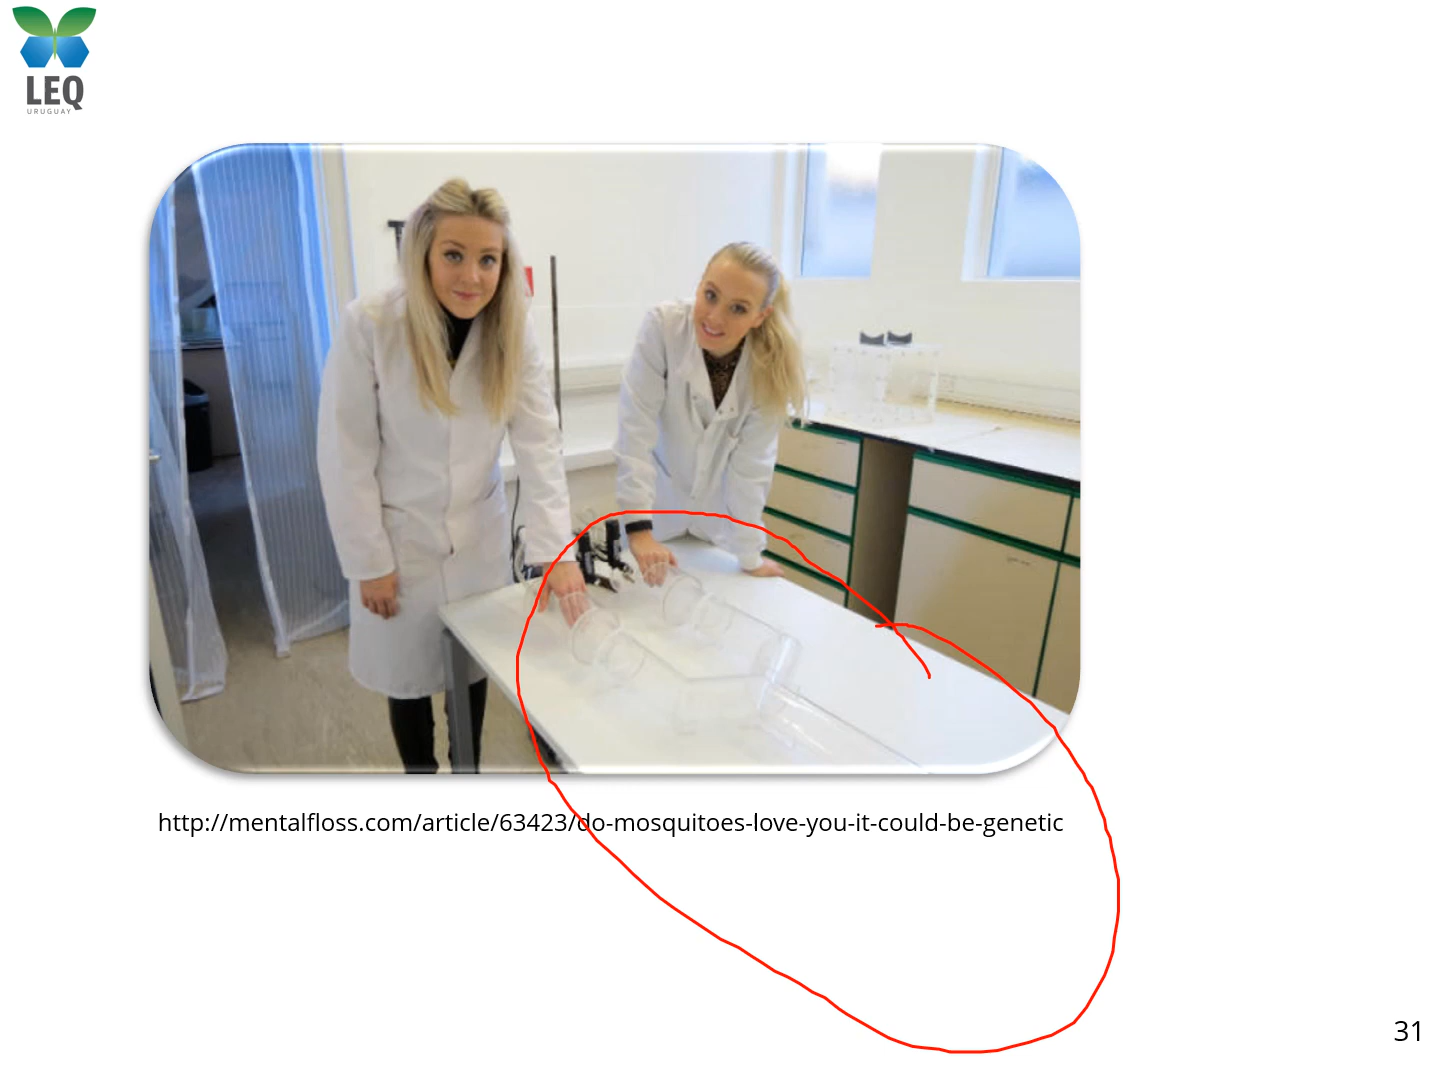 LEQ
URUGUAY
http://mentalfloss.com/article/63423/do-mosquitoes-love-you-it-could-be-genetic
31